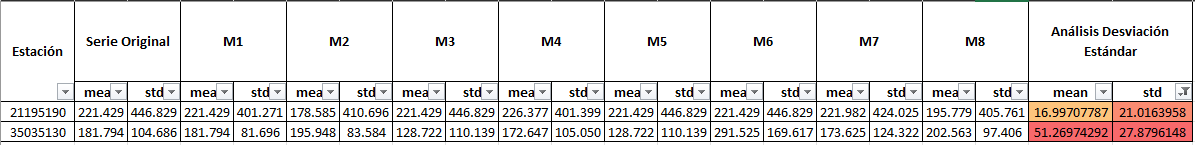 Estación Serie Original M1 M2 M3 M4 M5 M6 M7 M8 Análisis Desviación Estándar
mea std mea std mea std mea std mea std mea std mea std mea std mea std mean std
21195190 221.429 446.829 221.429 401.271 178.585 410.696 221.429 446.829 226.377 401.399 221.429 446.829 221.429 446.829 221.982 424.025 195.779 405.761 16.99707787 21.0163958
35035130 181.794 104.686 181.794 81.696 195.948 83.584 128.722 110.139 172.647 105.050 128.722 110.139 291.525 169.617 173.625 124.322 202.563 97.406 51.26974292 27.8796148